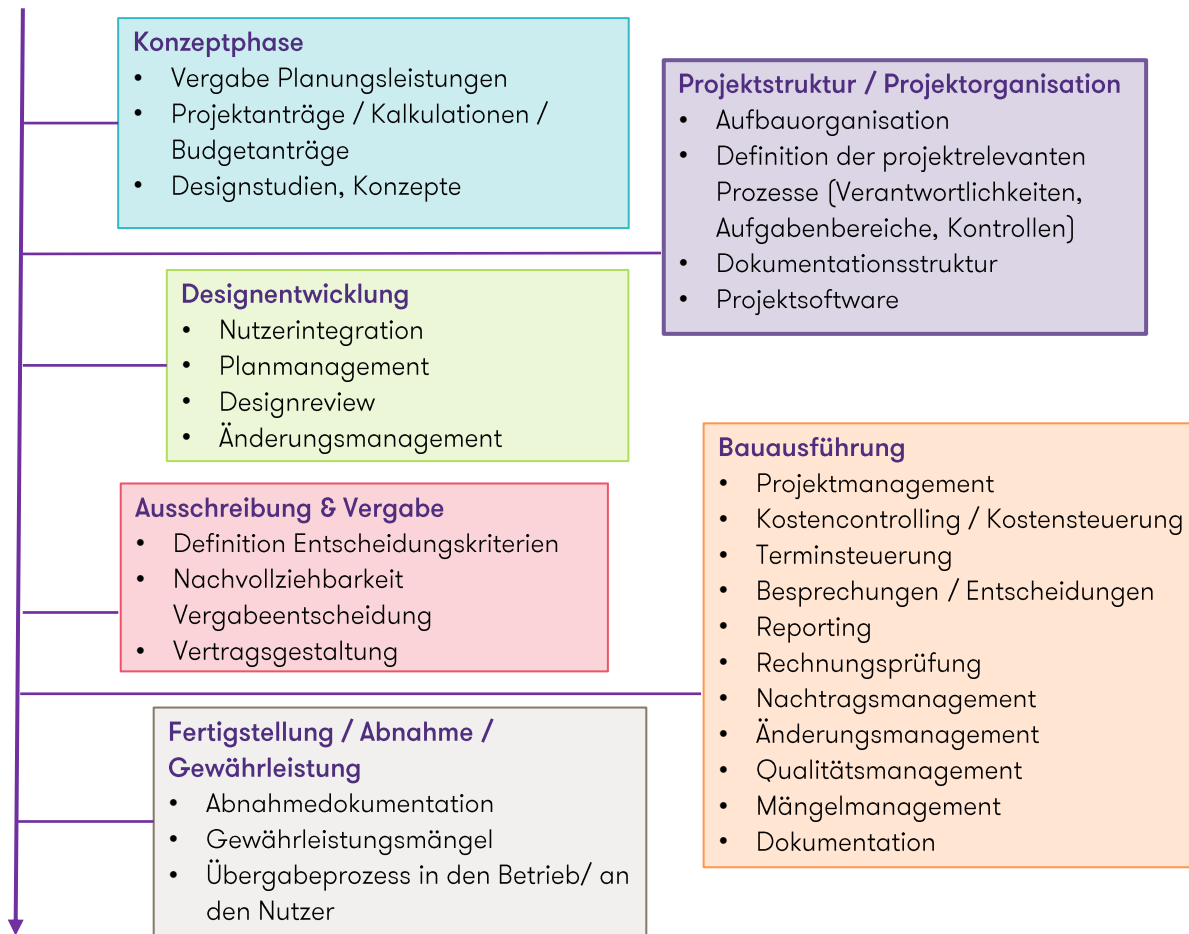 Konzeptphase
• Vergabe Planungsleistungen
• Projektanträge / Kalkulationen /
Budgetanträge
• Designstudien, Konzepte
Projektstruktur / Projektorganisation
• Aufbauorganisation
• Definition der projektrelevanten
Prozesse (Verantwortlichkeiten,
Aufgabenbereiche, Kontrollen)
• Dokumentationsstruktur
• Projektsoftware
Designentwicklung
• Nutzerintegration
• Planmanagement
• Designreview
• Änderungsmanagement
Ausschreibung & Vergabe
• Definition Entscheidungskriterien
• Nachvollziehbarkeit
Vergabeentscheidung
• Vertragsgestaltung
Bauausführung
• Projektmanagement
• Kostencontrolling / Kostensteuerung
• Terminsteuerung
• Besprechungen / Entscheidungen
• Reporting
• Rechnungsprüfung
• Nachtragsmanagement
• Änderungsmanagement
• Qualitätsmanagement
• Mängelmanagement
• Dokumentation
Fertigstellung / Abnahme /
Gewährleistung
• Abnahmedokumentation
• Gewährleistungsmängel
• Übergabeprozess in den Betrieb/ an
den Nutzer